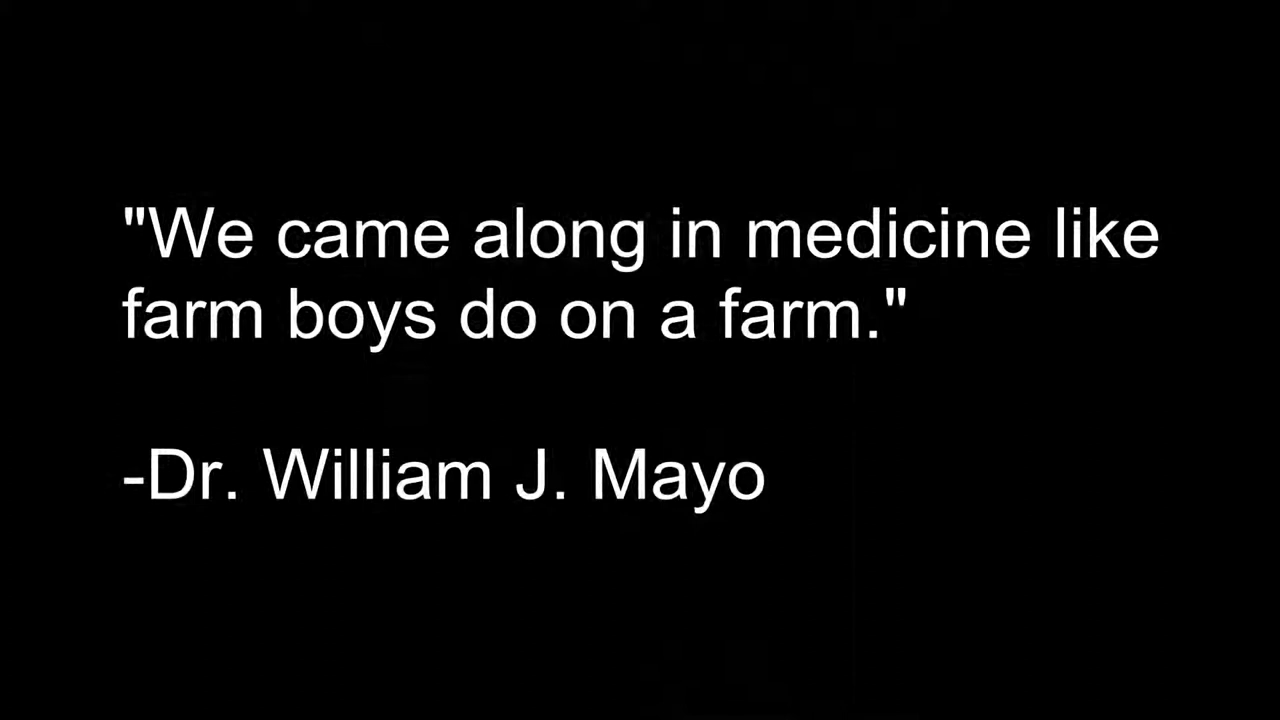 "We came along in medicine like
farm boys do on a farm."
-Dr. William J. Mayo